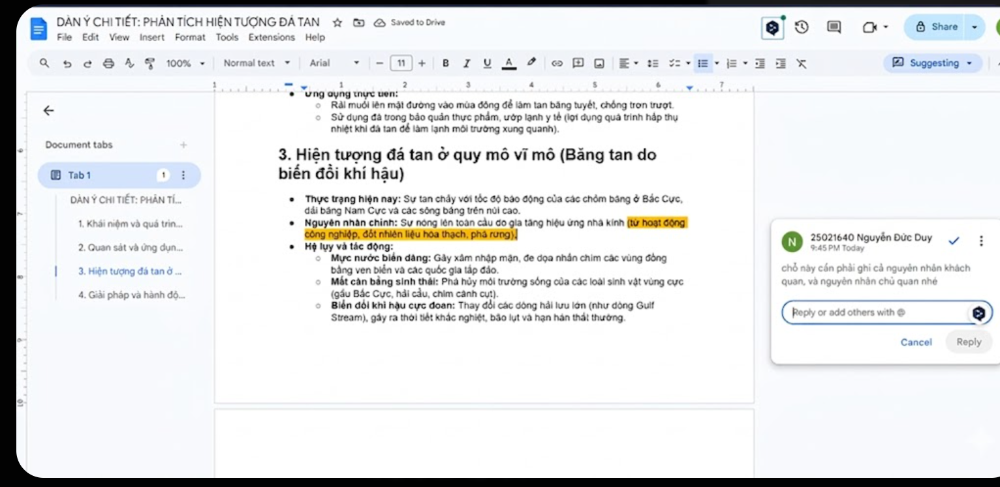 DÀN Ý CHI TIẾT: PHÂN TÍCH HIỆN TƯỢNG ĐÁ TAN
Saved to Drive
File Edit View Insert Format Tools Extensions Help
Share
100% Normal text Arial 11 B I U A
Suggesting
1 1 2 3 4 5 6 7
Document tabs
Tab 1 1
DÀN Ý CHI TIẾT: PHÂN TÍ...
1. Khái niệm và quá trìn...
2. Quan sát và ứng dụn...
3. Hiện tượng đá tan ở ...
4. Giải pháp và hành độ...
Ứng dụng thực tiễn:
Rải muối lên mặt đường vào mùa đông để làm tan băng tuyết, chống trơn trượt.
Sử dụng đá trong bảo quản thực phẩm, ướp lạnh y tế (lợi dụng quá trình hấp thụ
nhiệt khi đá tan để làm lạnh môi trường xung quanh).
3. Hiện tượng đá tan ở quy mô vĩ mô (Băng tan do
biến đổi khí hậu)
Thực trạng hiện nay: Sự tan chảy với tốc độ báo động của các chỏm băng ở Bắc Cực,
dải băng Nam Cực và các sông băng trên núi cao.
Nguyên nhân chính: Sự nóng lên toàn cầu do gia tăng hiệu ứng nhà kính (từ hoạt động
công nghiệp, đốt nhiên liệu hóa thạch, phá rừng).
Hệ lụy và tác động:
Mực nước biển dâng: Gây xâm nhập mặn, đe dọa nhấn chìm các vùng đồng
bằng ven biển và các quốc gia tập đảo.
Mất cân bằng sinh thái: Phá hủy môi trường sống của các loài sinh vật vùng cực
(gấu Bắc Cực, hải cẩu, chim cánh cụt).
Biến đổi khí hậu cực đoan: Thay đổi các dòng hải lưu lớn (như dòng Gulf
Stream), gây ra thời tiết khắc nghiệt, bão lụt và hạn hán thất thường.
N
25021640 Nguyễn Đức Duy
9:45 PM Today
chỗ này cần phải ghi cả nguyên nhân khách
quan, và nguyên nhân chủ quan nhé
Reply or add others with @
Cancel Reply